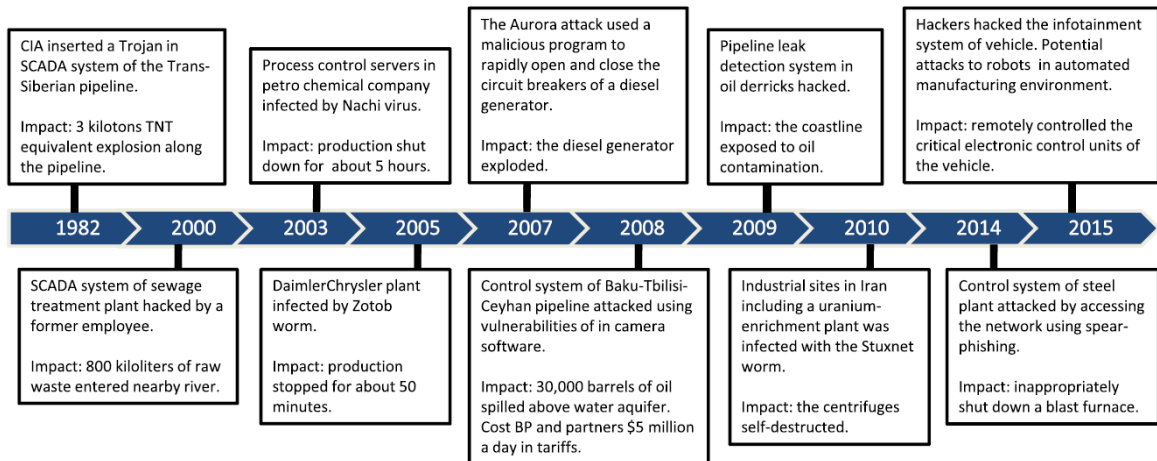 CIA inserted a Trojan in
SCADA system of the Trans-
Siberian pipeline.
Impact: 3 kilotons TNT
equivalent explosion along
the pipeline.
Process control servers in
petro chemical company
infected by Nachi virus.
Impact: production shut
down for about 5 hours.
The Aurora attack used a
malicious program to
rapidly open and close the
circuit breakers of a diesel
generator.
Impact: the diesel generator
exploded.
Pipeline leak
detection system in
oil derricks hacked.
Impact: the coastline
exposed to oil
contamination.
Hackers hacked the infotainment
system of vehicle. Potential
attacks to robots in automated
manufacturing environment.
Impact: remotely controlled the
critical electronic control units
of the vehicle.
1982 2000 2003 2005 2007 2008 2009 2010 2014 2015
SCADA system of sewage
treatment plant hacked by a
former employee.
Impact: 800 kiloliters of raw
waste entered nearby river.
DaimlerChrysler plant
infected by Zotob
worm.
Impact: production
stopped for about 50
minutes.
Control system of Baku-Tbilisi-
Ceyhan pipeline attacked using
vulnerabilities of in camera
software.
Impact: 30,000 barrels of oil
spilled above water aquifer.
Cost BP and partners $5 million
a day in tariffs.
Industrial sites in Iran
including a uranium-
enrichment plant was
infected with the Stuxnet
worm.
Impact: the centrifuges
self-destructed.
Control system of steel
plant attacked by accessing
the network using spear-
phishing.
Impact: inappropriately
shut down a blast furnace.